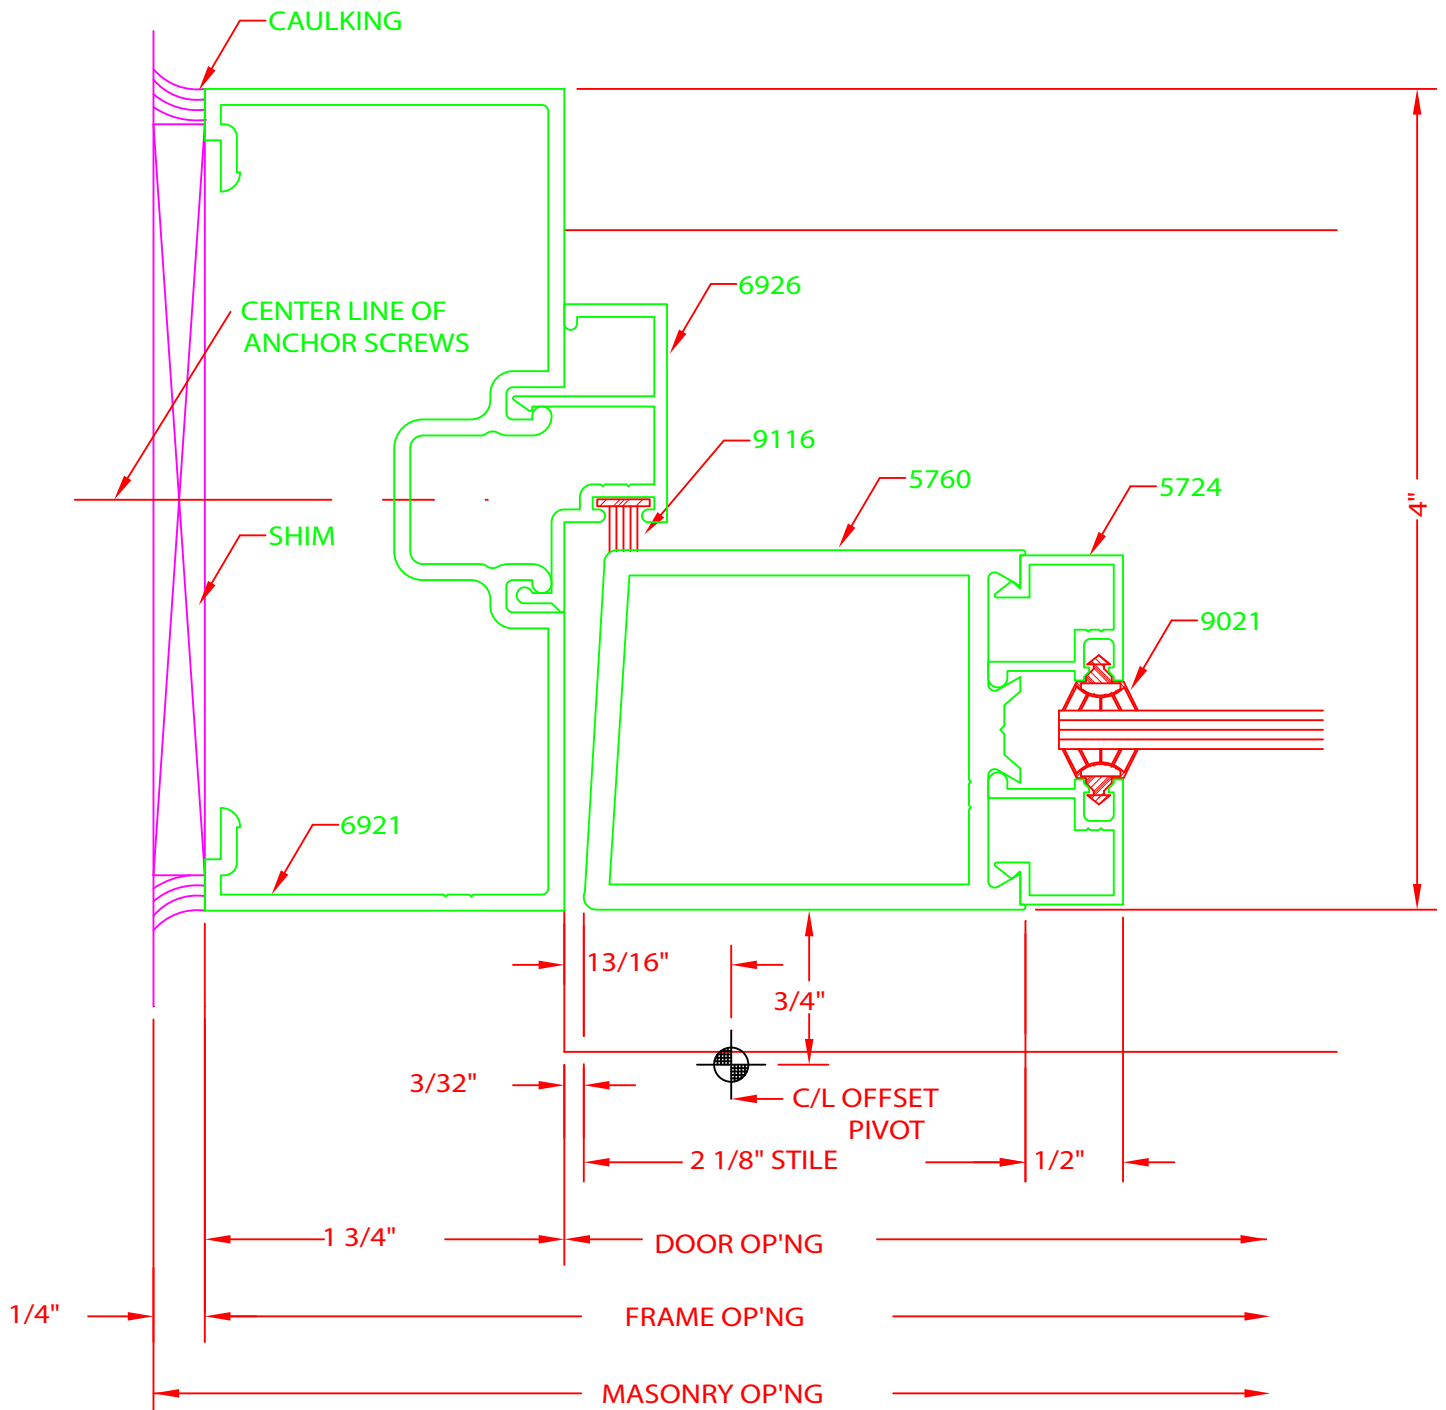 CAULKING
6926
CENTER LINE OF
ANCHOR SCREWS
9116
5760
5724
4"
SHIM
9021
6921
13/16"
3/4"
3/32"
C/L OFFSET
PIVOT
2 1/8" STILE
1/2"
1 3/4"
DOOR OP'NG
1/4"
FRAME OP'NG
MASONRY OP'NG